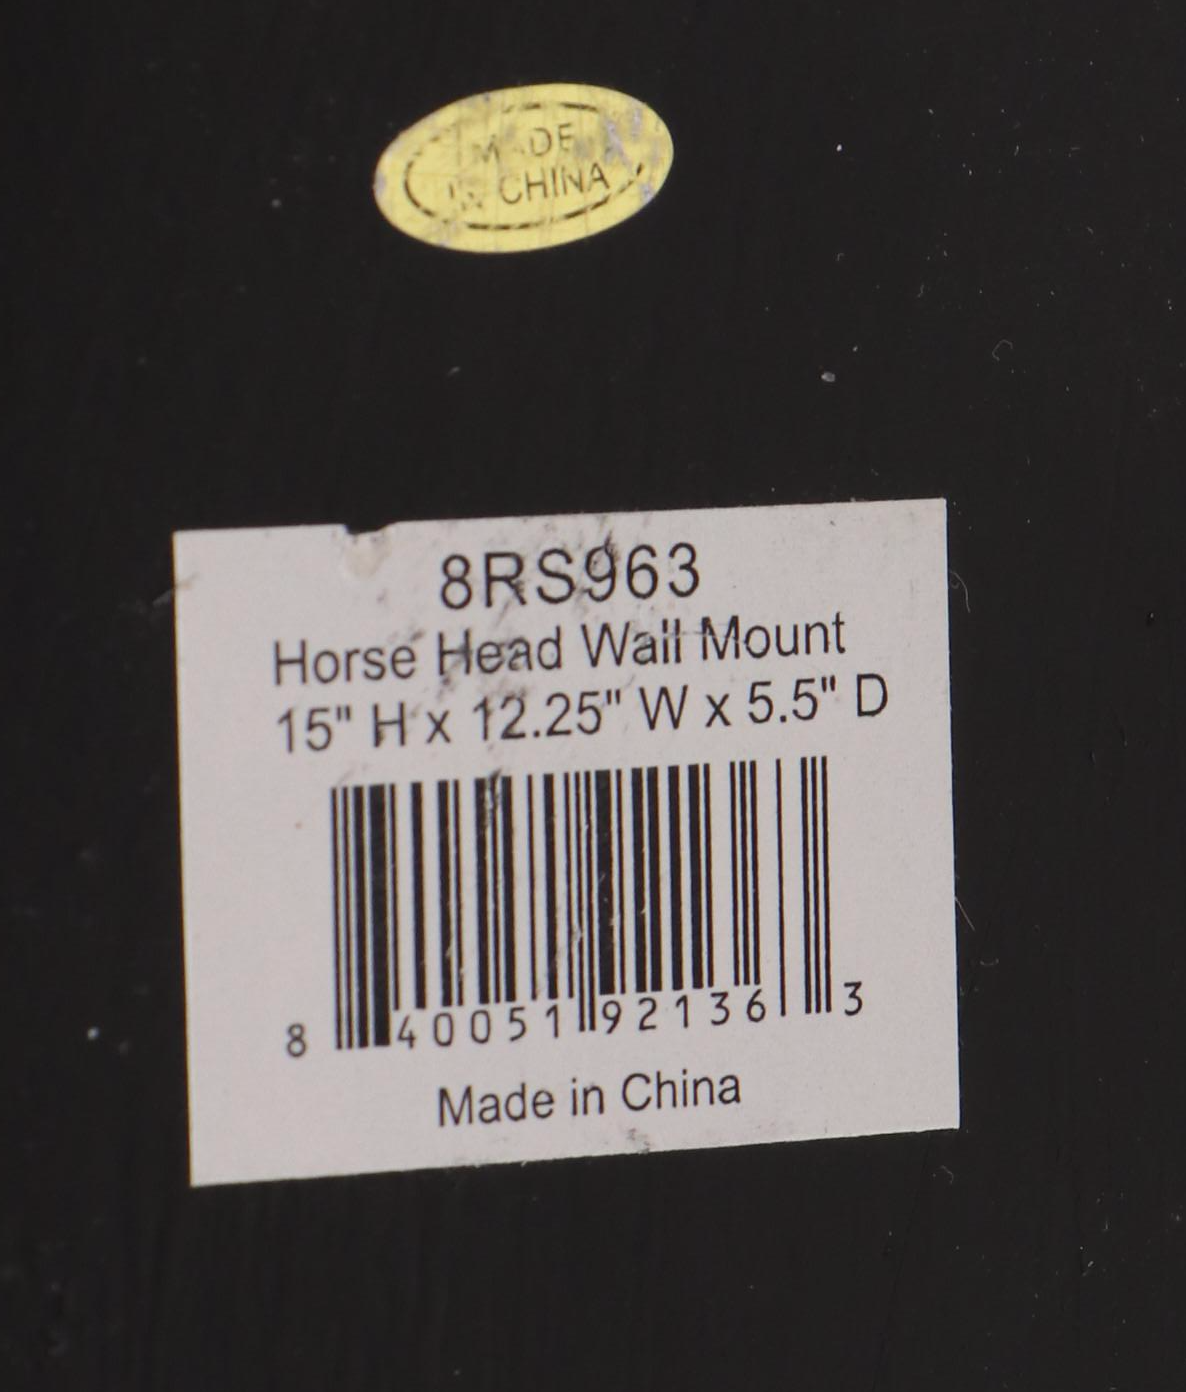 MADE
IN CHINA
8RS963
Horse Head Wall Mount
15" H x 12.25" W x 5.5" D
8 40051 92136 3
Made in China